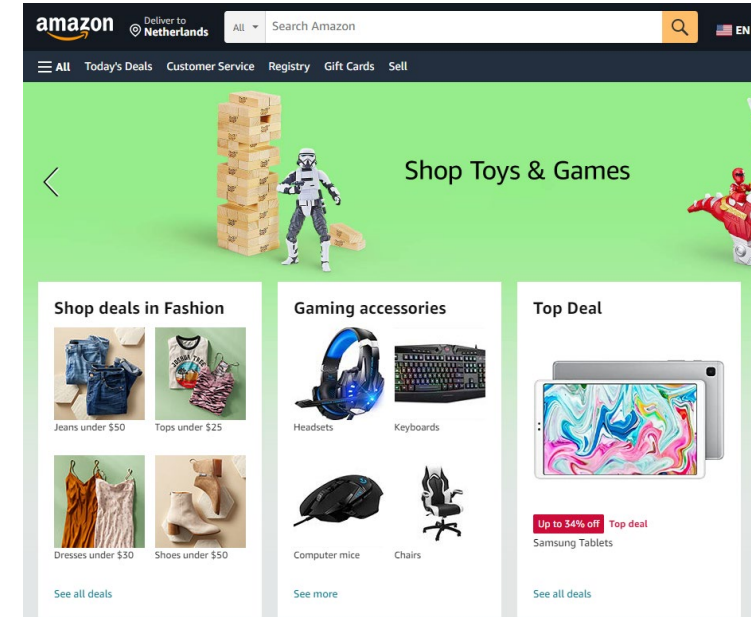 amazon
Deliver to
Netherlands
All
Search Amazon
EN
All Today's Deals Customer Service Registry Gift Cards Sell
Shop Toys & Games
Shop deals in Fashion
Jeans under $50
Tops under $25
Dresses under $30
Shoes under $50
See all deals
Gaming accessories
Headsets
Keyboards
Computer mice
Chairs
See more
Top Deal
Up to 34% off Top deal
Samsung Tablets
See all deals